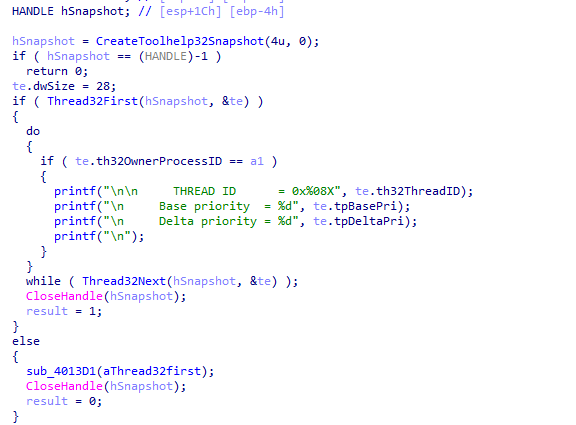 HANDLE hSnapshot; // [esp+1Ch] [ebp-4h]
hSnapshot = CreateToolhelp32Snapshot(4u, 0);
if ( hSnapshot == (HANDLE)-1 )
return 0;
te.dwSize = 28;
if ( Thread32First(hSnapshot, &te) )
{
do
{
if ( te.th32OwnerProcessID == a1 )
{
printf("\n\n     THREAD ID      = 0x%08X", te.th32ThreadID);
printf("\n     Base priority  = %d", te.tpBasePri);
printf("\n     Delta priority = %d", te.tpDeltaPri);
printf("\n");
}
}
while ( Thread32Next(hSnapshot, &te) );
CloseHandle(hSnapshot);
result = 1;
}
else
{
sub_4013D1(aThread32first);
CloseHandle(hSnapshot);
result = 0;
}